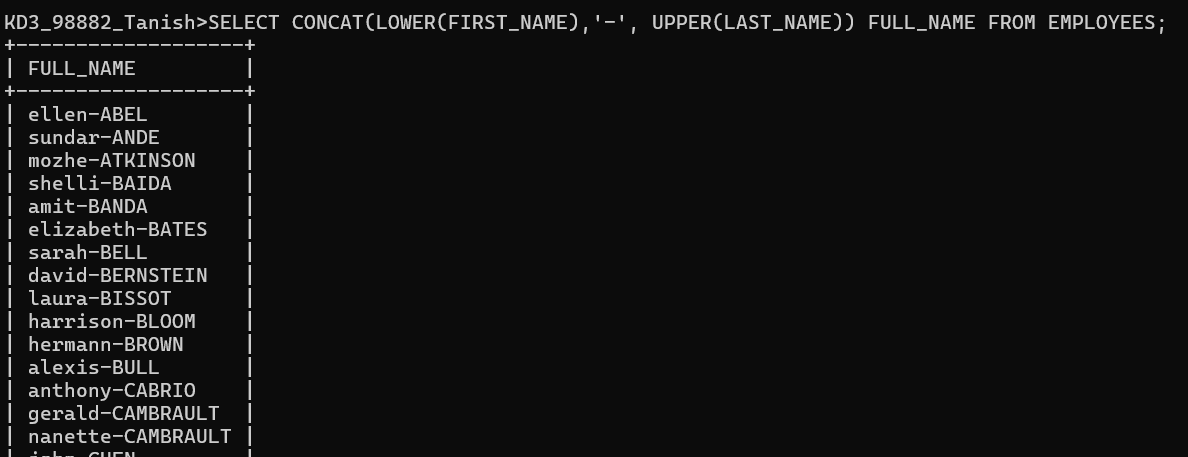 KD3_98882_Tanish>SELECT CONCAT(LOWER(FIRST_NAME),'-', UPPER(LAST_NAME)) FULL_NAME FROM EMPLOYEES;
+-------------------+
| FULL_NAME         |
+-------------------+
| ellen-ABEL        |
| sundar-ANDE       |
| mozhe-ATKINSON    |
| shelli-BAIDA      |
| amit-BANDA        |
| elizabeth-BATES   |
| sarah-BELL        |
| david-BERNSTEIN   |
| laura-BISSOT      |
| harrison-BLOOM    |
| hermann-BROWN     |
| alexis-BULL       |
| anthony-CABRIO    |
| gerald-CAMBRAULT  |
| nanette-CAMBRAULT |
| john-CHEN         |